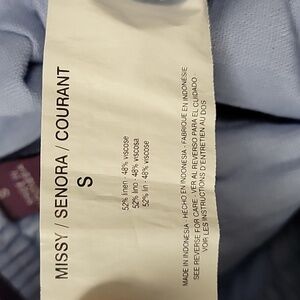 MISSY / SENORA / COURANT
S
52% linen · 48% viscose
52% lino · 48% viscosa
52% lin · 48% viscose
MADE IN INDONESIA · HECHO EN INDONESIA · FABRIQUE EN INDONÉSIE
SEE REVERSE FOR CARE · VER AL REVERSO PARA EL CUIDADO
VOIR LES INSTRUCTIONS D'ENTRETIEN AU DOS
S